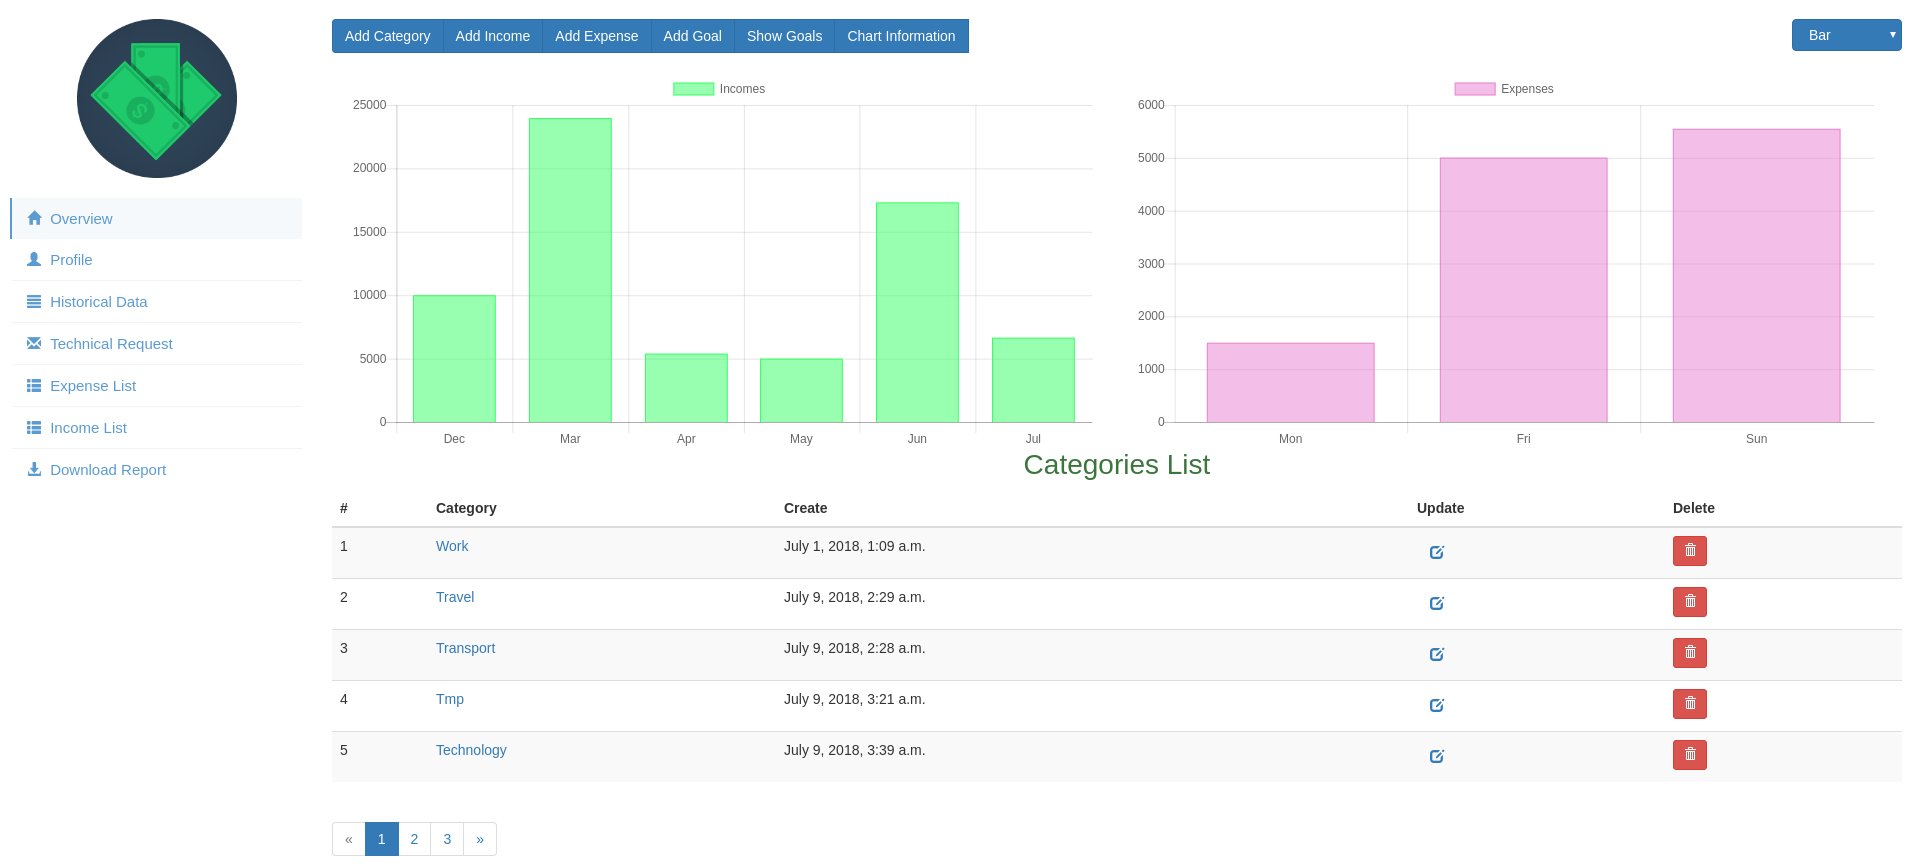 Add Category Add Income Add Expense Add Goal Show Goals Chart Information
Bar
Overview
Profile
Historical Data
Technical Request
Expense List
Income List
Download Report
Incomes
25000
20000
15000
10000
5000
0
Dec Mar Apr May Jun Jul
Expenses
6000
5000
4000
3000
2000
1000
0
Mon Fri Sun
Categories List
# Category Create Update Delete
1 Work July 1, 2018, 1:09 a.m.
2 Travel July 9, 2018, 2:29 a.m.
3 Transport July 9, 2018, 2:28 a.m.
4 Tmp July 9, 2018, 3:21 a.m.
5 Technology July 9, 2018, 3:39 a.m.
« 1 2 3 »